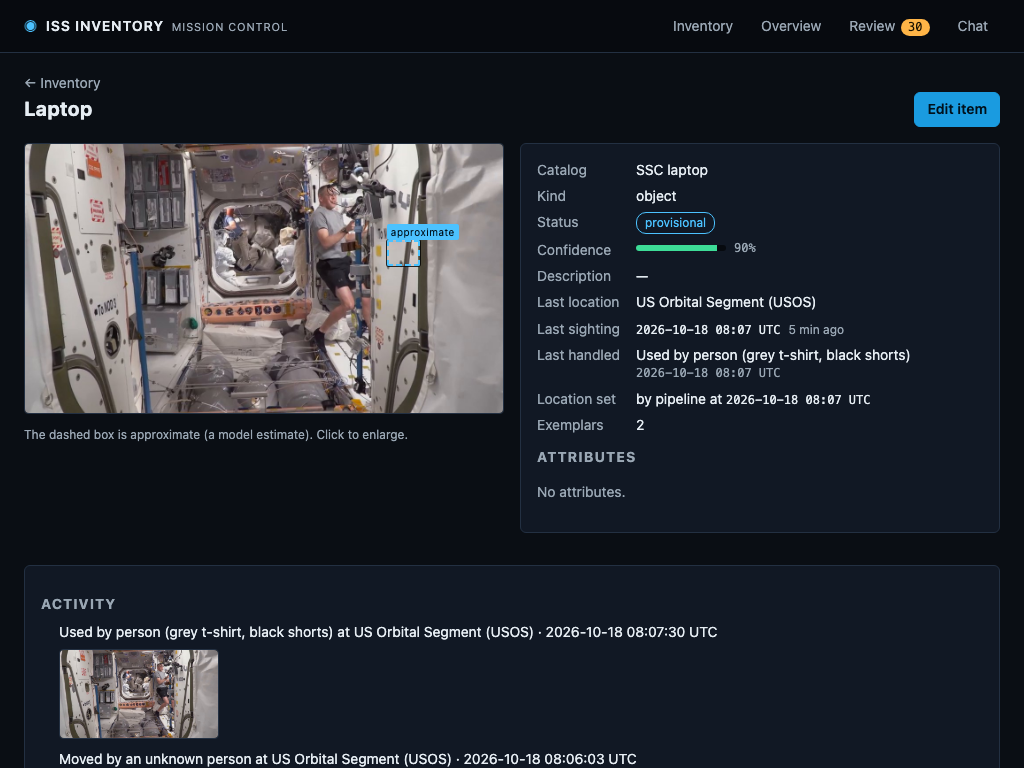 ISS INVENTORY MISSION CONTROL Inventory Overview Review 30 Chat
← Inventory
Laptop
Edit item
approximate
The dashed box is approximate (a model estimate). Click to enlarge.
Catalog SSC laptop
Kind object
Status provisional
Confidence 90%
Description —
Last location US Orbital Segment (USOS)
Last sighting 2026-10-18 08:07 UTC 5 min ago
Last handled Used by person (grey t-shirt, black shorts)
2026-10-18 08:07 UTC
Location set by pipeline at 2026-10-18 08:07 UTC
Exemplars 2
ATTRIBUTES
No attributes.
ACTIVITY
Used by person (grey t-shirt, black shorts) at US Orbital Segment (USOS) · 2026-10-18 08:07:30 UTC
Moved by an unknown person at US Orbital Segment (USOS) · 2026-10-18 08:06:03 UTC